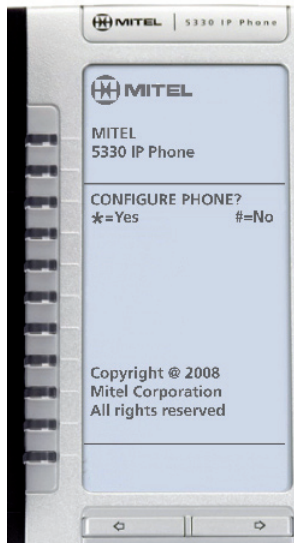 MITEL | 5330 IP Phone
MITEL
MITEL
5330 IP Phone
CONFIGURE PHONE?
*=Yes #=No
Copyright @ 2008
Mitel Corporation
All rights reserved